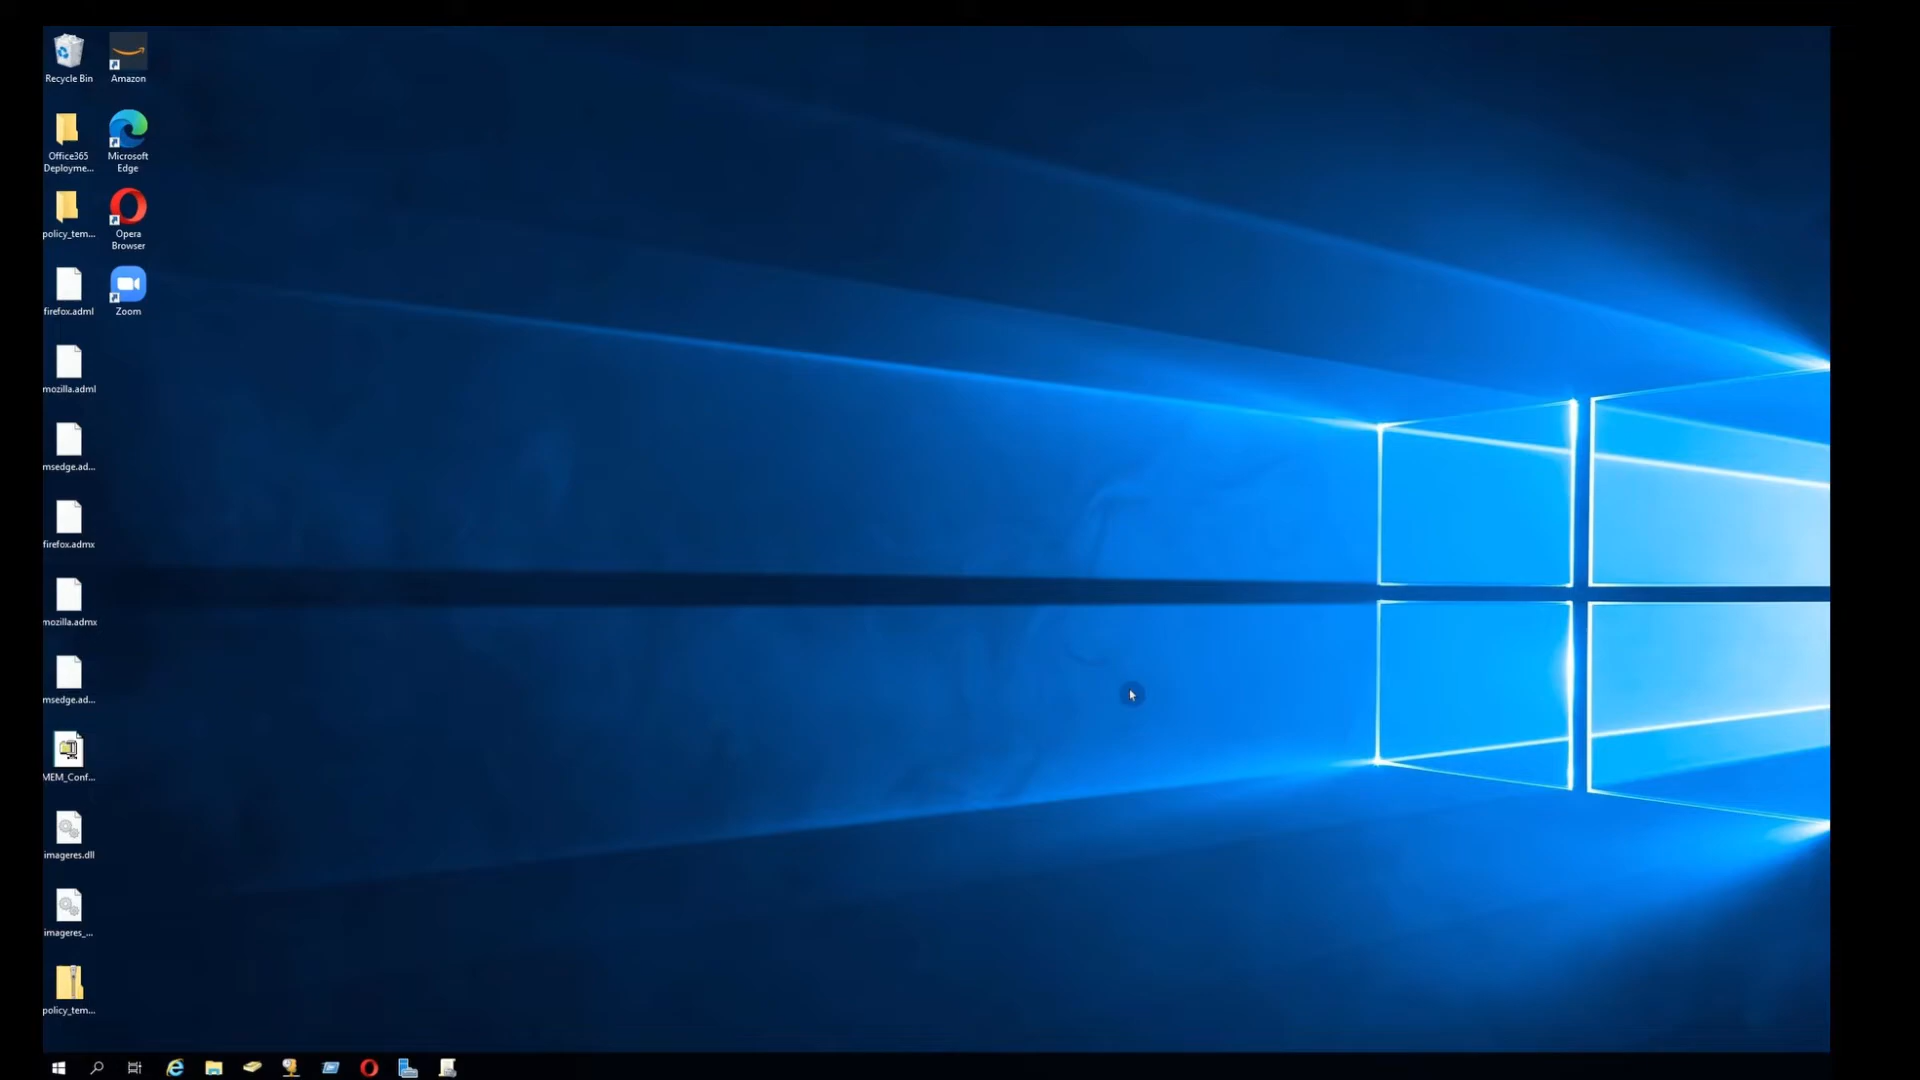 Recycle Bin
Amazon
Office365
Deployme...
Microsoft
Edge
policy_tem...
Opera
Browser
firefox.adml
Zoom
mozilla.adml
msedge.ad...
firefox.admx
mozilla.admx
msedge.ad...
MEM_Conf...
imageres.dll
imageres_...
policy_tem...